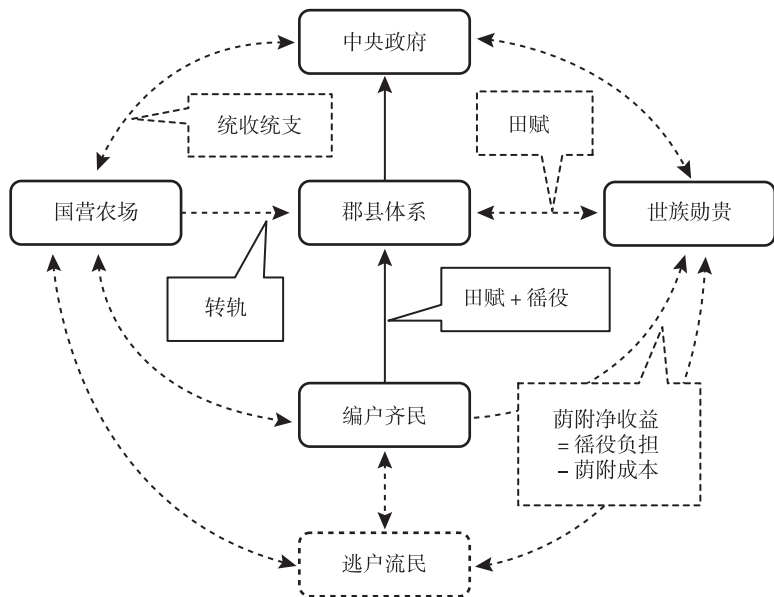 中央政府
统收统支
田赋
国营农场
郡县体系
世族勋贵
转轨
田赋 + 徭役
编户齐民
荫附净收益
= 徭役负担
– 荫附成本
逃户流民